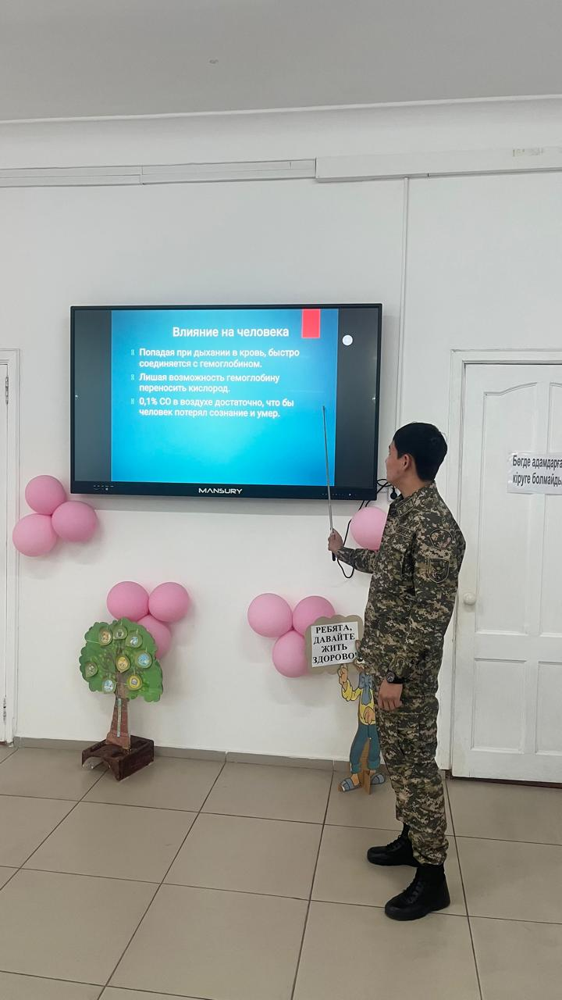 Влияние на человека
Попадая при дыхании в кровь, быстро
соединяется с гемоглобином.
Лишая возможность гемоглобину
переносить кислород.
0,1% СО в воздухе достаточно, что бы
человек потерял сознание и умер.
MANSURY
Бөгде адамдарға
кіруге болмайды
РЕБЯТА,
ДАВАЙТЕ
ЖИТЬ
ЗДОРОВО